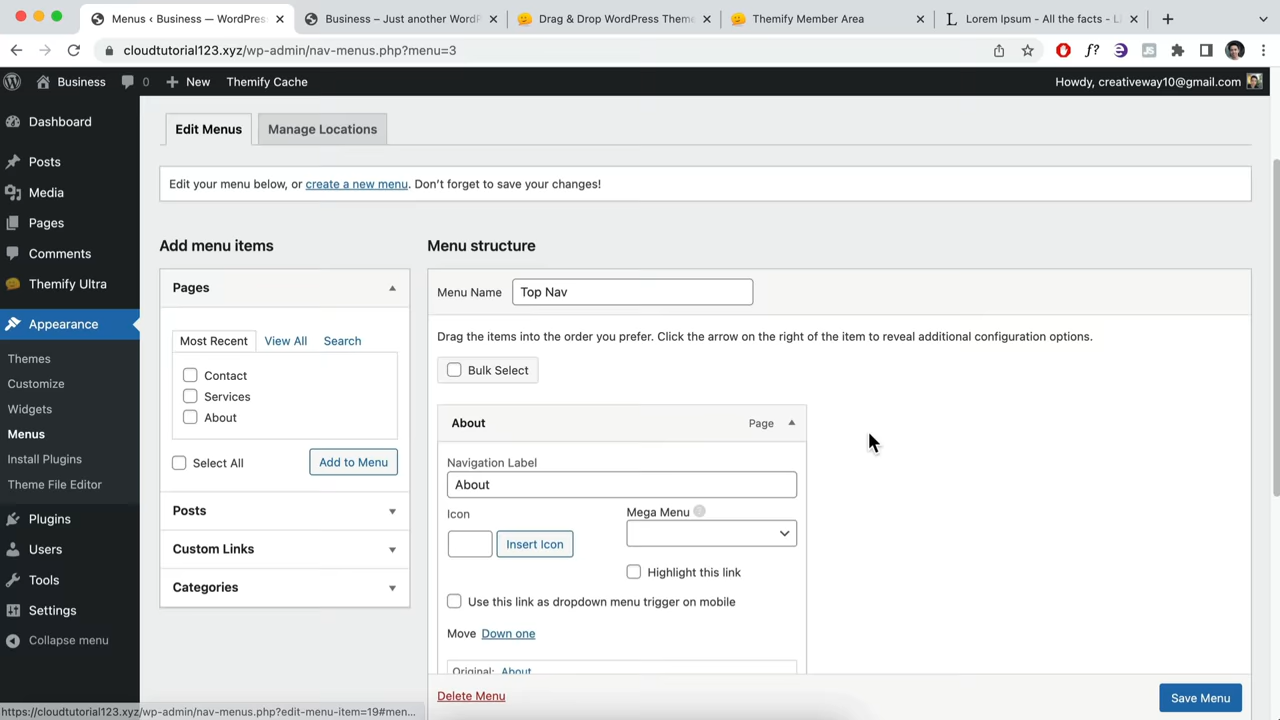 Menus ‹ Business — WordPress
Business – Just another WordP
Drag & Drop WordPress Theme
Themify Member Area
Lorem Ipsum - All the facts - Li
cloudtutorial123.xyz/wp-admin/nav-menus.php?menu=3
Business
0
New
Themify Cache
Howdy, creativeway10@gmail.com
Dashboard
Posts
Media
Pages
Comments
Themify Ultra
Appearance
Themes
Customize
Widgets
Menus
Install Plugins
Theme File Editor
Plugins
Users
Tools
Settings
Collapse menu
Edit Menus
Manage Locations
Edit your menu below, or create a new menu. Don’t forget to save your changes!
Add menu items
Pages
Most Recent
View All
Search
Contact
Services
About
Select All
Add to Menu
Posts
Custom Links
Categories
Menu structure
Menu Name
Top Nav
Drag the items into the order you prefer. Click the arrow on the right of the item to reveal additional configuration options.
Bulk Select
About
Page
Navigation Label
About
Icon
Insert Icon
Mega Menu
Highlight this link
Use this link as dropdown menu trigger on mobile
Move Down one
Original: About
Delete Menu
Save Menu
https://cloudtutorial123.xyz/wp-admin/nav-menus.php?edit-menu-item=19#men...